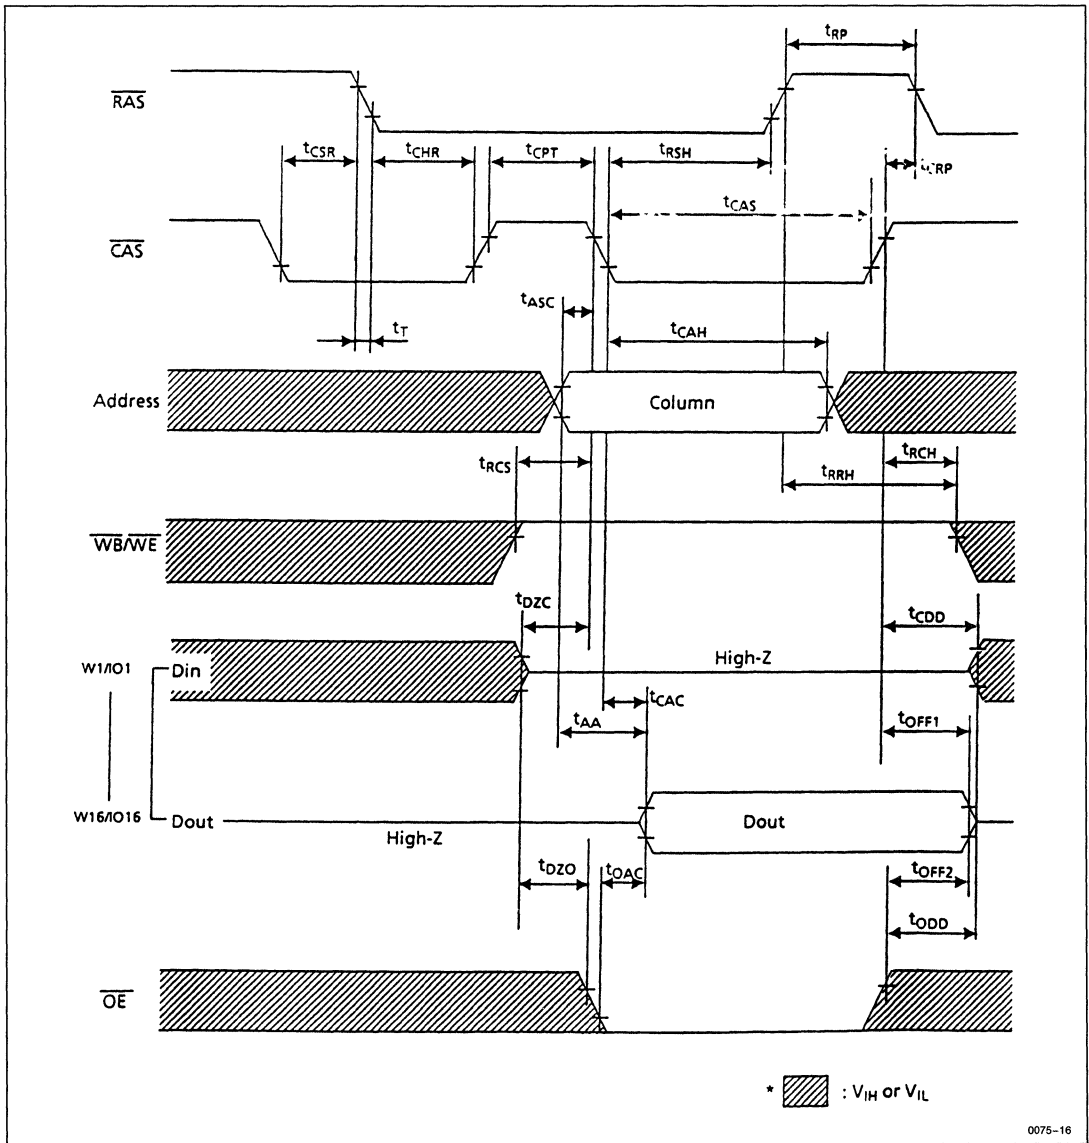 tRP
RAS
tCSR tCHR tCPT tRSH tCRP
tCAS
CAS
tASC
tT tCAH
Address Column
tRCS tRCH
tRRH
WB/WE
tDZC tCDD
W1/IO1 Din High-Z
tCAC
tAA tOFF1
W16/IO16 Dout High-Z Dout
tDZO tOAC tOFF2
tODD
OE
* : VIH or VIL
0075-16